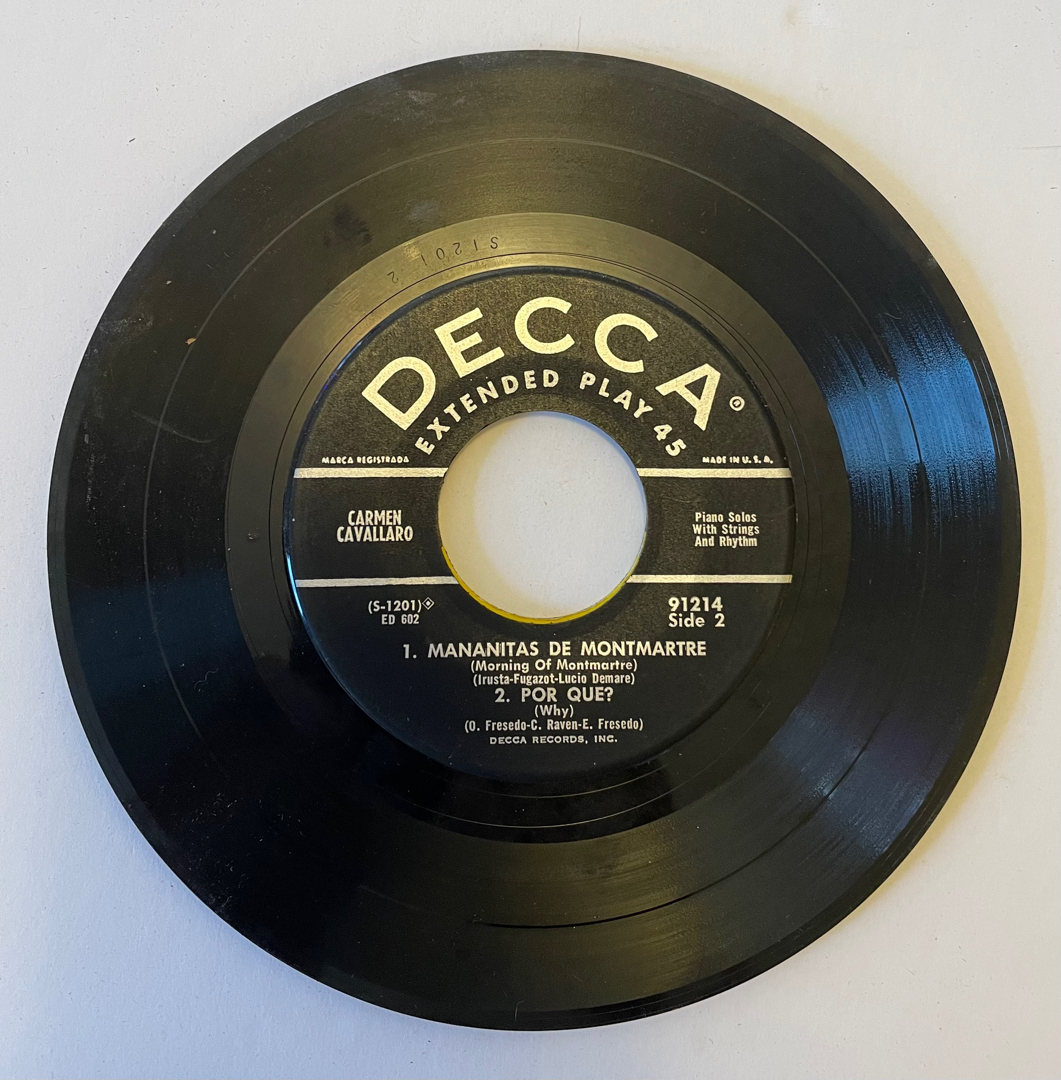 S1201 2
DECCA®
EXTENDED PLAY 45
MARCA REGISTRADA
MADE IN U. S. A.
CARMEN
CAVALLARO
Piano Solos
With Strings
And Rhythm
(S-1201)
ED 602
91214
Side 2
1. MANANITAS DE MONTMARTRE
(Morning Of Montmartre)
(Irusta-Fugazot-Lucio Demare)
2. POR QUE?
(Why)
(O. Fresedo-C. Raven-E. Fresedo)
DECCA RECORDS, INC.